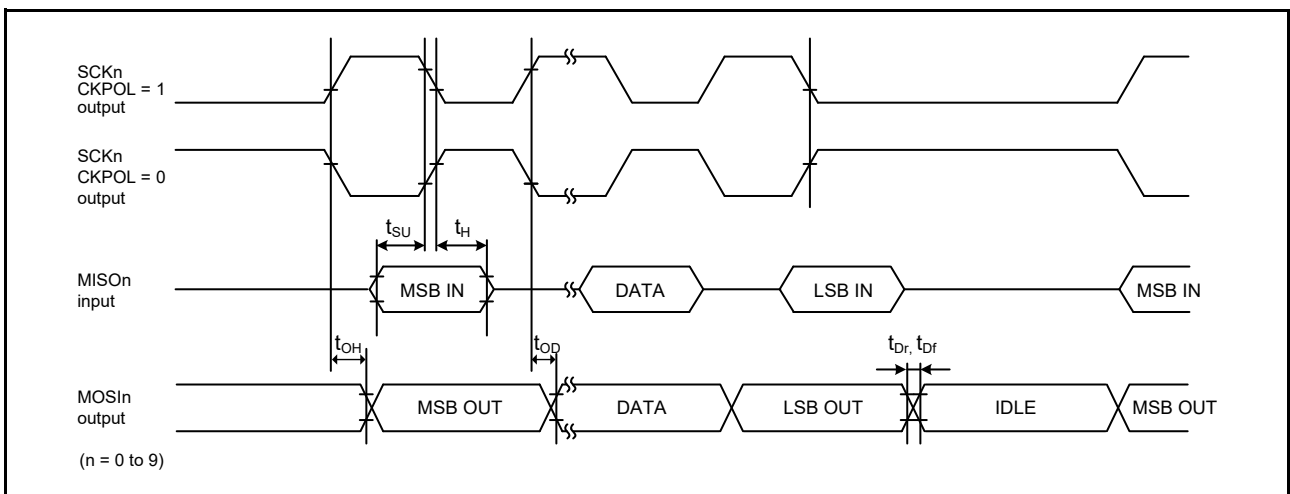 SCKn
CKPOL = 1
output
SCKn
CKPOL = 0
output
tSU
tH
MISOn
input
MSB IN
DATA
LSB IN
MSB IN
tOH
tOD
tDr, tDf
MOSIn
output
MSB OUT
DATA
LSB OUT
IDLE
MSB OUT
(n = 0 to 9)